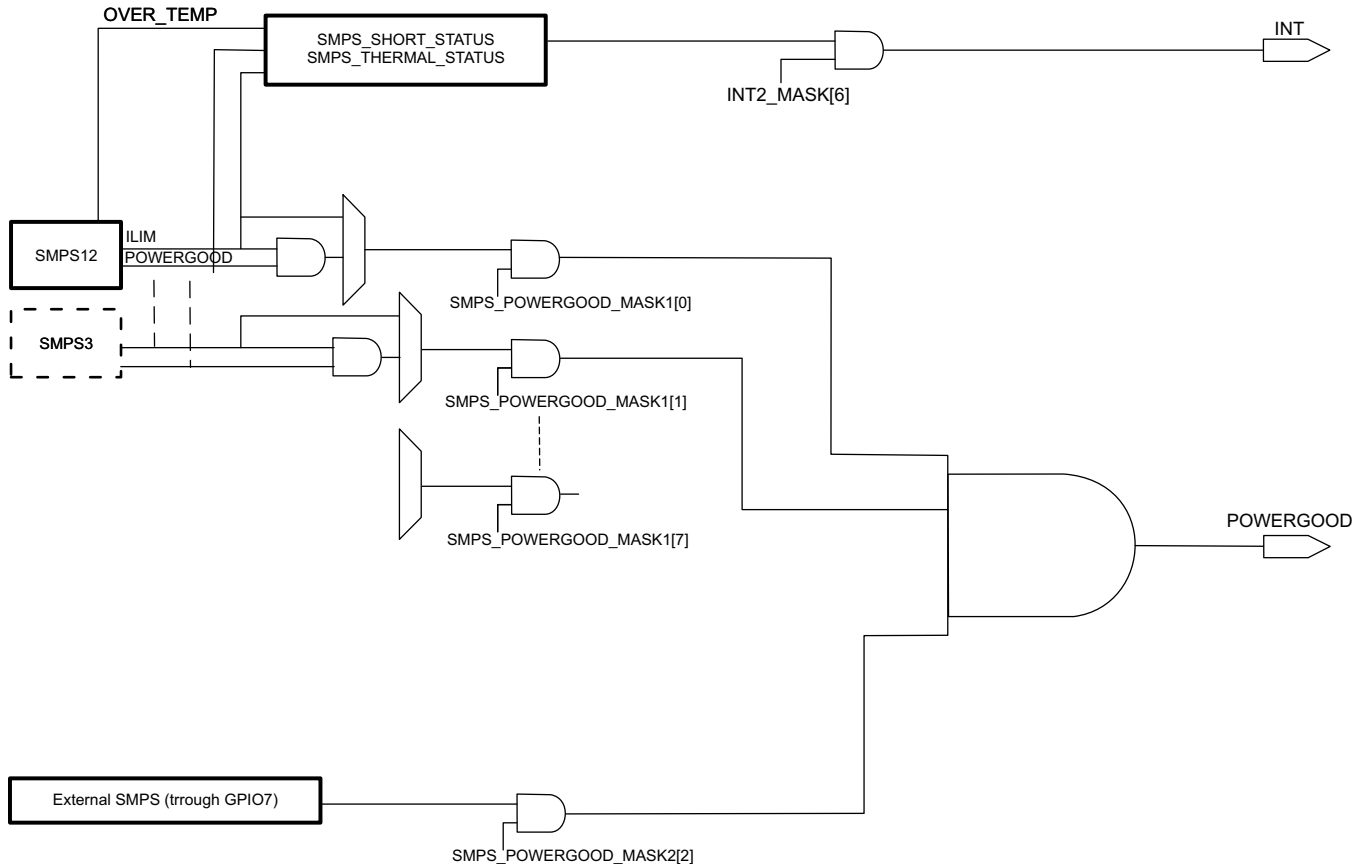 OVER_TEMP
SMPS_SHORT_STATUS
SMPS_THERMAL_STATUS
INT
INT2_MASK[6]
SMPS12
ILIM
POWERGOOD
SMPS_POWERGOOD_MASK1[0]
SMPS3
SMPS_POWERGOOD_MASK1[1]
SMPS_POWERGOOD_MASK1[7]
POWERGOOD
External SMPS (trrough GPIO7)
SMPS_POWERGOOD_MASK2[2]